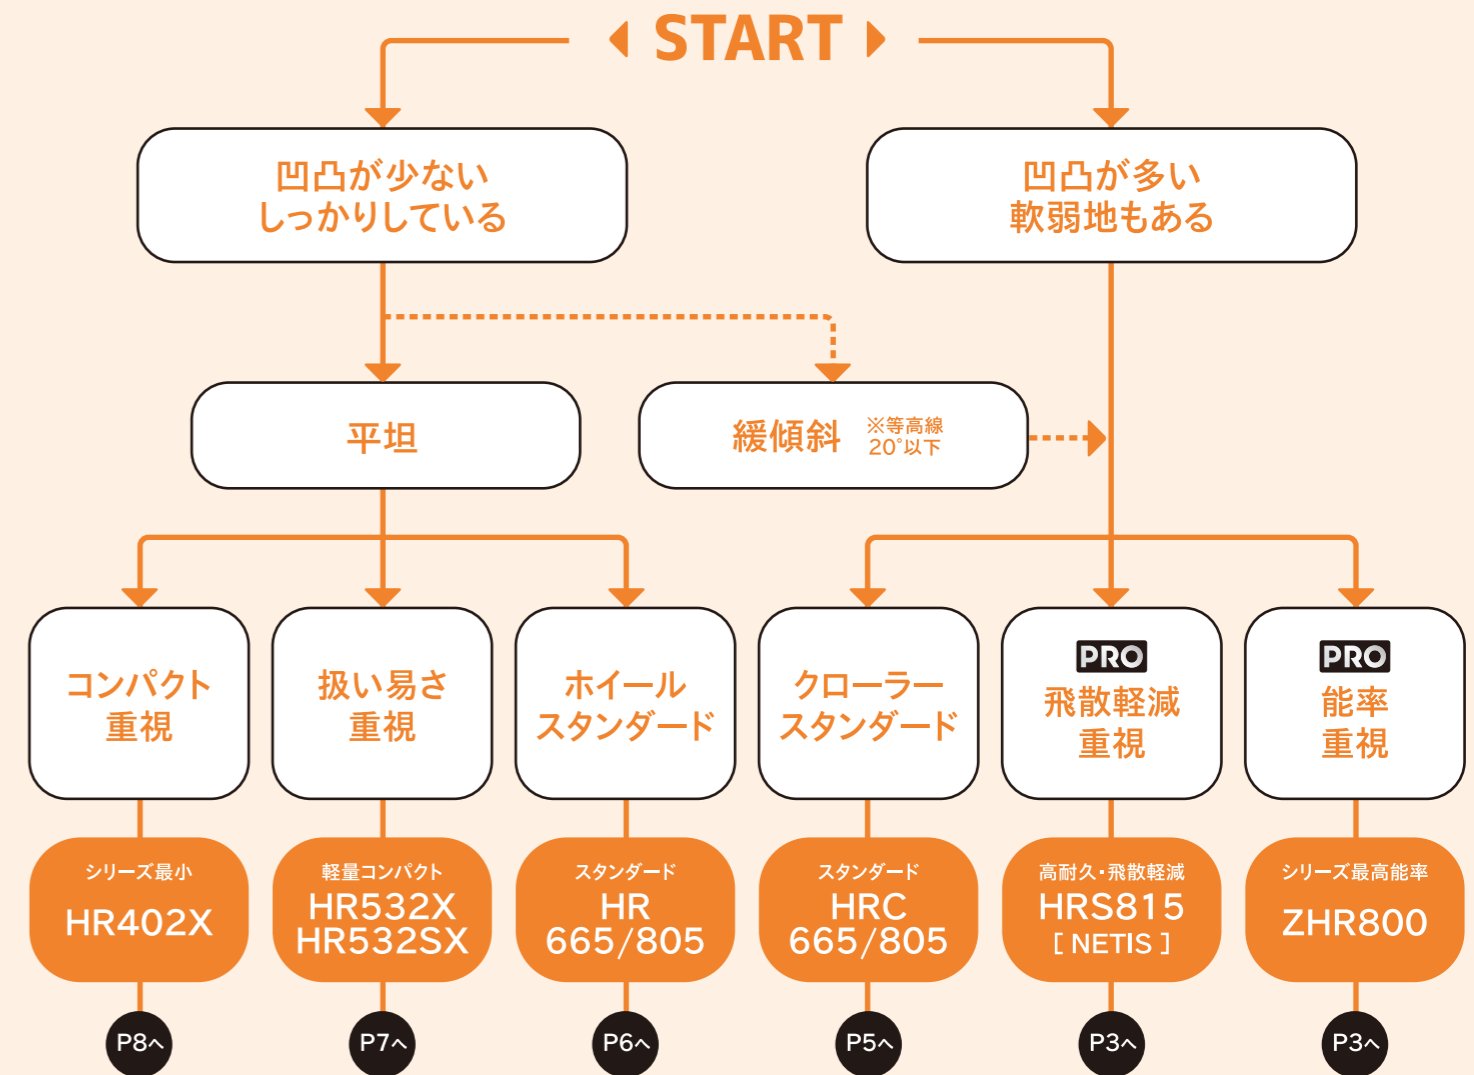 START
凹凸が少ない
しっかりしている
凹凸が多い
軟弱地もある
平坦
緩傾斜
※等高線
20°以下
コンパクト
重視
扱い易さ
重視
ホイール
スタンダード
クローラー
スタンダード
PRO
飛散軽減
重視
PRO
能率
重視
シリーズ最小
HR402X
軽量コンパクト
HR532X
HR532SX
スタンダード
HR
665/805
スタンダード
HRC
665/805
高耐久・飛散軽減
HRS815
[ NETIS ]
シリーズ最高能率
ZHR800
P8へ
P7へ
P6へ
P5へ
P3へ
P3へ